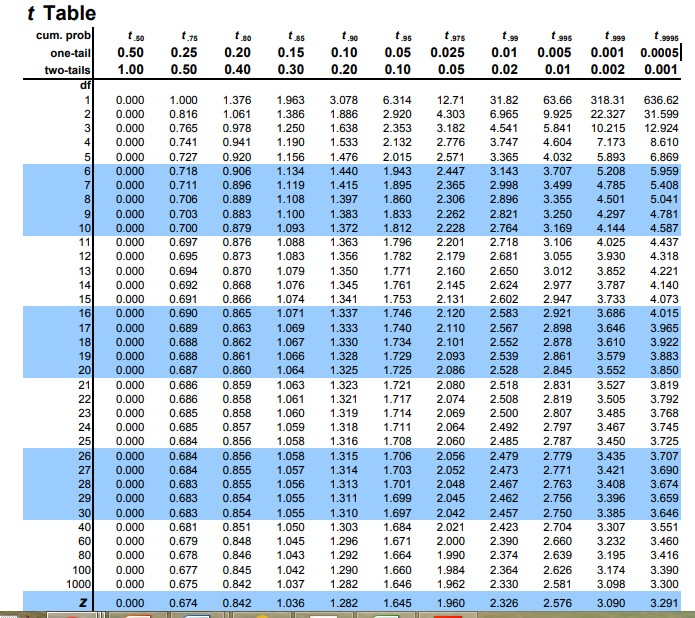 t Table
cum. prob t .50 t .75 t .80 t .85 t .90 t .95 t .975 t .99 t .995 t .999 t .9995
one-tail 0.50 0.25 0.20 0.15 0.10 0.05 0.025 0.01 0.005 0.001 0.0005
two-tails 1.00 0.50 0.40 0.30 0.20 0.10 0.05 0.02 0.01 0.002 0.001
df
1 0.000 1.000 1.376 1.963 3.078 6.314 12.71 31.82 63.66 318.31 636.62
2 0.000 0.816 1.061 1.386 1.886 2.920 4.303 6.965 9.925 22.327 31.599
3 0.000 0.765 0.978 1.250 1.638 2.353 3.182 4.541 5.841 10.215 12.924
4 0.000 0.741 0.941 1.190 1.533 2.132 2.776 3.747 4.604 7.173 8.610
5 0.000 0.727 0.920 1.156 1.476 2.015 2.571 3.365 4.032 5.893 6.869
6 0.000 0.718 0.906 1.134 1.440 1.943 2.447 3.143 3.707 5.208 5.959
7 0.000 0.711 0.896 1.119 1.415 1.895 2.365 2.998 3.499 4.785 5.408
8 0.000 0.706 0.889 1.108 1.397 1.860 2.306 2.896 3.355 4.501 5.041
9 0.000 0.703 0.883 1.100 1.383 1.833 2.262 2.821 3.250 4.297 4.781
10 0.000 0.700 0.879 1.093 1.372 1.812 2.228 2.764 3.169 4.144 4.587
11 0.000 0.697 0.876 1.088 1.363 1.796 2.201 2.718 3.106 4.025 4.437
12 0.000 0.695 0.873 1.083 1.356 1.782 2.179 2.681 3.055 3.930 4.318
13 0.000 0.694 0.870 1.079 1.350 1.771 2.160 2.650 3.012 3.852 4.221
14 0.000 0.692 0.868 1.076 1.345 1.761 2.145 2.624 2.977 3.787 4.140
15 0.000 0.691 0.866 1.074 1.341 1.753 2.131 2.602 2.947 3.733 4.073
16 0.000 0.690 0.865 1.071 1.337 1.746 2.120 2.583 2.921 3.686 4.015
17 0.000 0.689 0.863 1.069 1.333 1.740 2.110 2.567 2.898 3.646 3.965
18 0.000 0.688 0.862 1.067 1.330 1.734 2.101 2.552 2.878 3.610 3.922
19 0.000 0.688 0.861 1.066 1.328 1.729 2.093 2.539 2.861 3.579 3.883
20 0.000 0.687 0.860 1.064 1.325 1.725 2.086 2.528 2.845 3.552 3.850
21 0.000 0.686 0.859 1.063 1.323 1.721 2.080 2.518 2.831 3.527 3.819
22 0.000 0.686 0.858 1.061 1.321 1.717 2.074 2.508 2.819 3.505 3.792
23 0.000 0.685 0.858 1.060 1.319 1.714 2.069 2.500 2.807 3.485 3.768
24 0.000 0.685 0.857 1.059 1.318 1.711 2.064 2.492 2.797 3.467 3.745
25 0.000 0.684 0.856 1.058 1.316 1.708 2.060 2.485 2.787 3.450 3.725
26 0.000 0.684 0.856 1.058 1.315 1.706 2.056 2.479 2.779 3.435 3.707
27 0.000 0.684 0.855 1.057 1.314 1.703 2.052 2.473 2.771 3.421 3.690
28 0.000 0.683 0.855 1.056 1.313 1.701 2.048 2.467 2.763 3.408 3.674
29 0.000 0.683 0.854 1.055 1.311 1.699 2.045 2.462 2.756 3.396 3.659
30 0.000 0.683 0.854 1.055 1.310 1.697 2.042 2.457 2.750 3.385 3.646
40 0.000 0.681 0.851 1.050 1.303 1.684 2.021 2.423 2.704 3.307 3.551
60 0.000 0.679 0.848 1.045 1.296 1.671 2.000 2.390 2.660 3.232 3.460
80 0.000 0.678 0.846 1.043 1.292 1.664 1.990 2.374 2.639 3.195 3.416
100 0.000 0.677 0.845 1.042 1.290 1.660 1.984 2.364 2.626 3.174 3.390
1000 0.000 0.675 0.842 1.037 1.282 1.646 1.962 2.330 2.581 3.098 3.300
Z 0.000 0.674 0.842 1.036 1.282 1.645 1.960 2.326 2.576 3.090 3.291